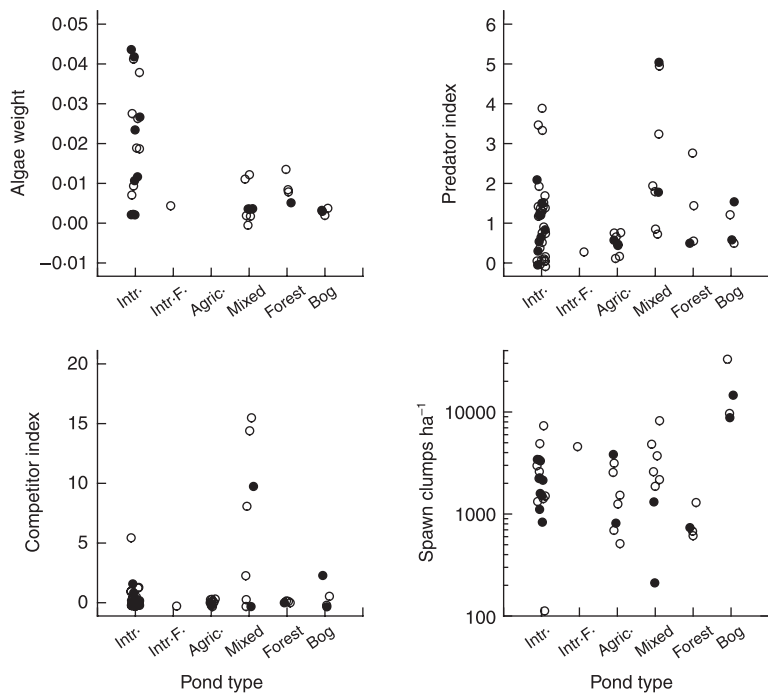 0·05
0·04
0·03
0·02
0·01
0·00
−0·01
Algae weight
Intr.
Intr.F.
Agric.
Mixed
Forest
Bog
6
5
4
3
2
1
0
Predator index
Intr.
Intr.F.
Agric.
Mixed
Forest
Bog
20
15
10
5
0
Competitor index
Intr.
Intr.F.
Agric.
Mixed
Forest
Bog
Pond type
10000
1000
100
Spawn clumps ha⁻¹
Intr.
Intr.F.
Agric.
Mixed
Forest
Bog
Pond type